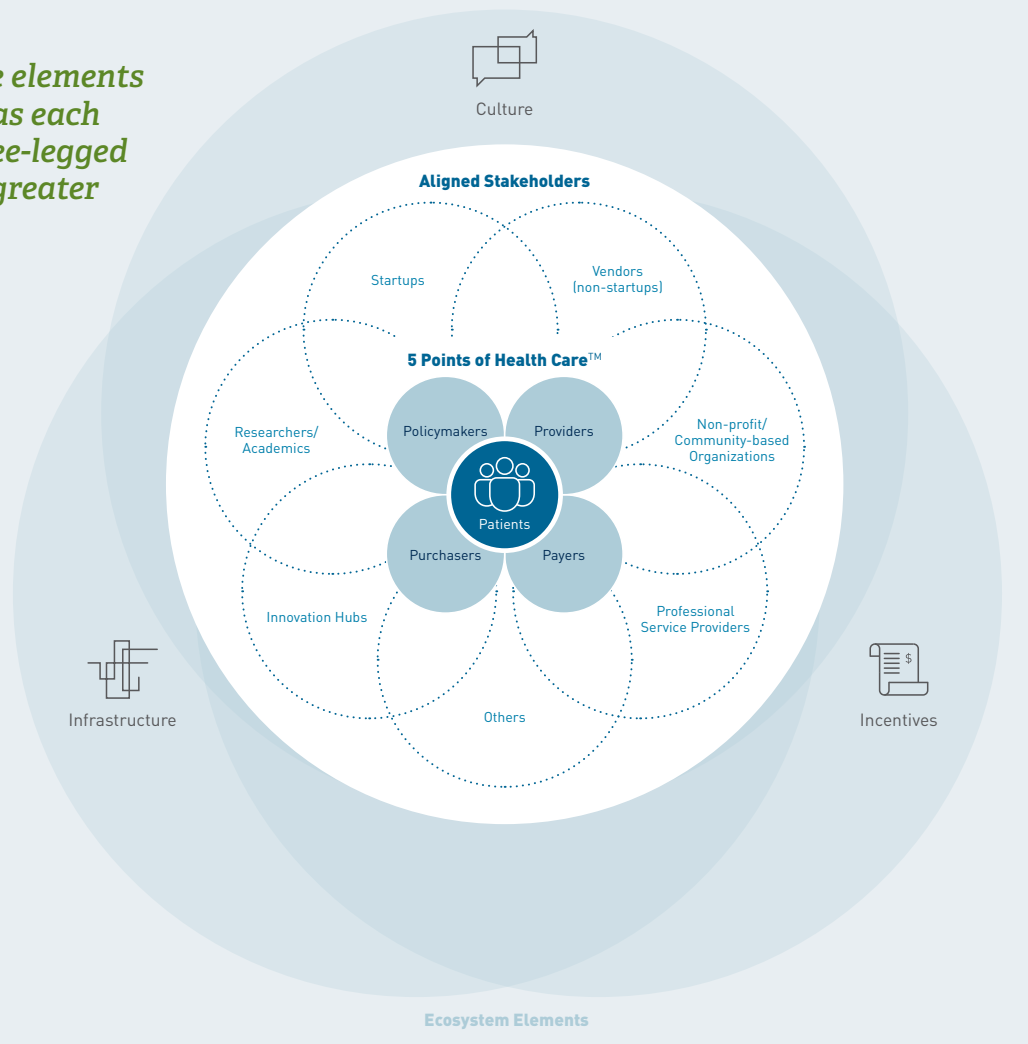 e elements
as each
ee-legged
greater
Culture
Aligned Stakeholders
Startups
Vendors
(non-startups)
5 Points of Health Care™
Policymakers
Providers
Researchers/
Academics
Non-profit/
Community-based
Organizations
Patients
Purchasers
Payers
Innovation Hubs
Professional
Service Providers
Others
Infrastructure
$
Incentives
Ecosystem Elements